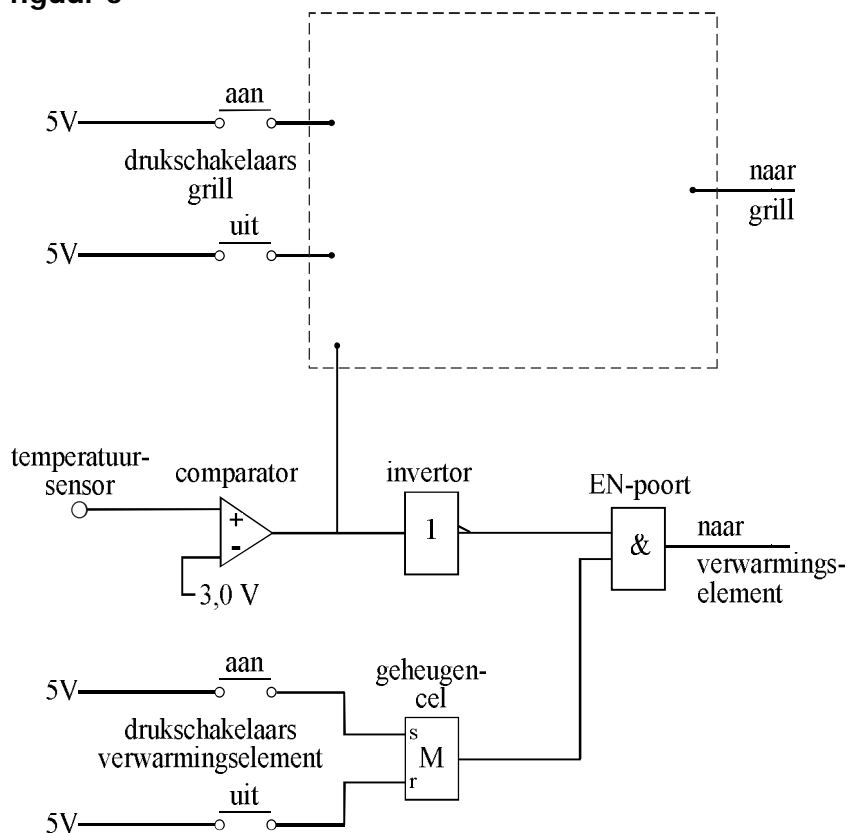 figuur 8
aan
5V
drukschakelaars
grill
naar
grill
uit
5V
temperatuur-
sensor
comparator
invertor
EN-poort
+
-
1
&
naar
verwarmings-
element
3,0 V
aan
5V
geheugen-
cel
drukschakelaars
verwarmingselement
s
M
r
uit
5V